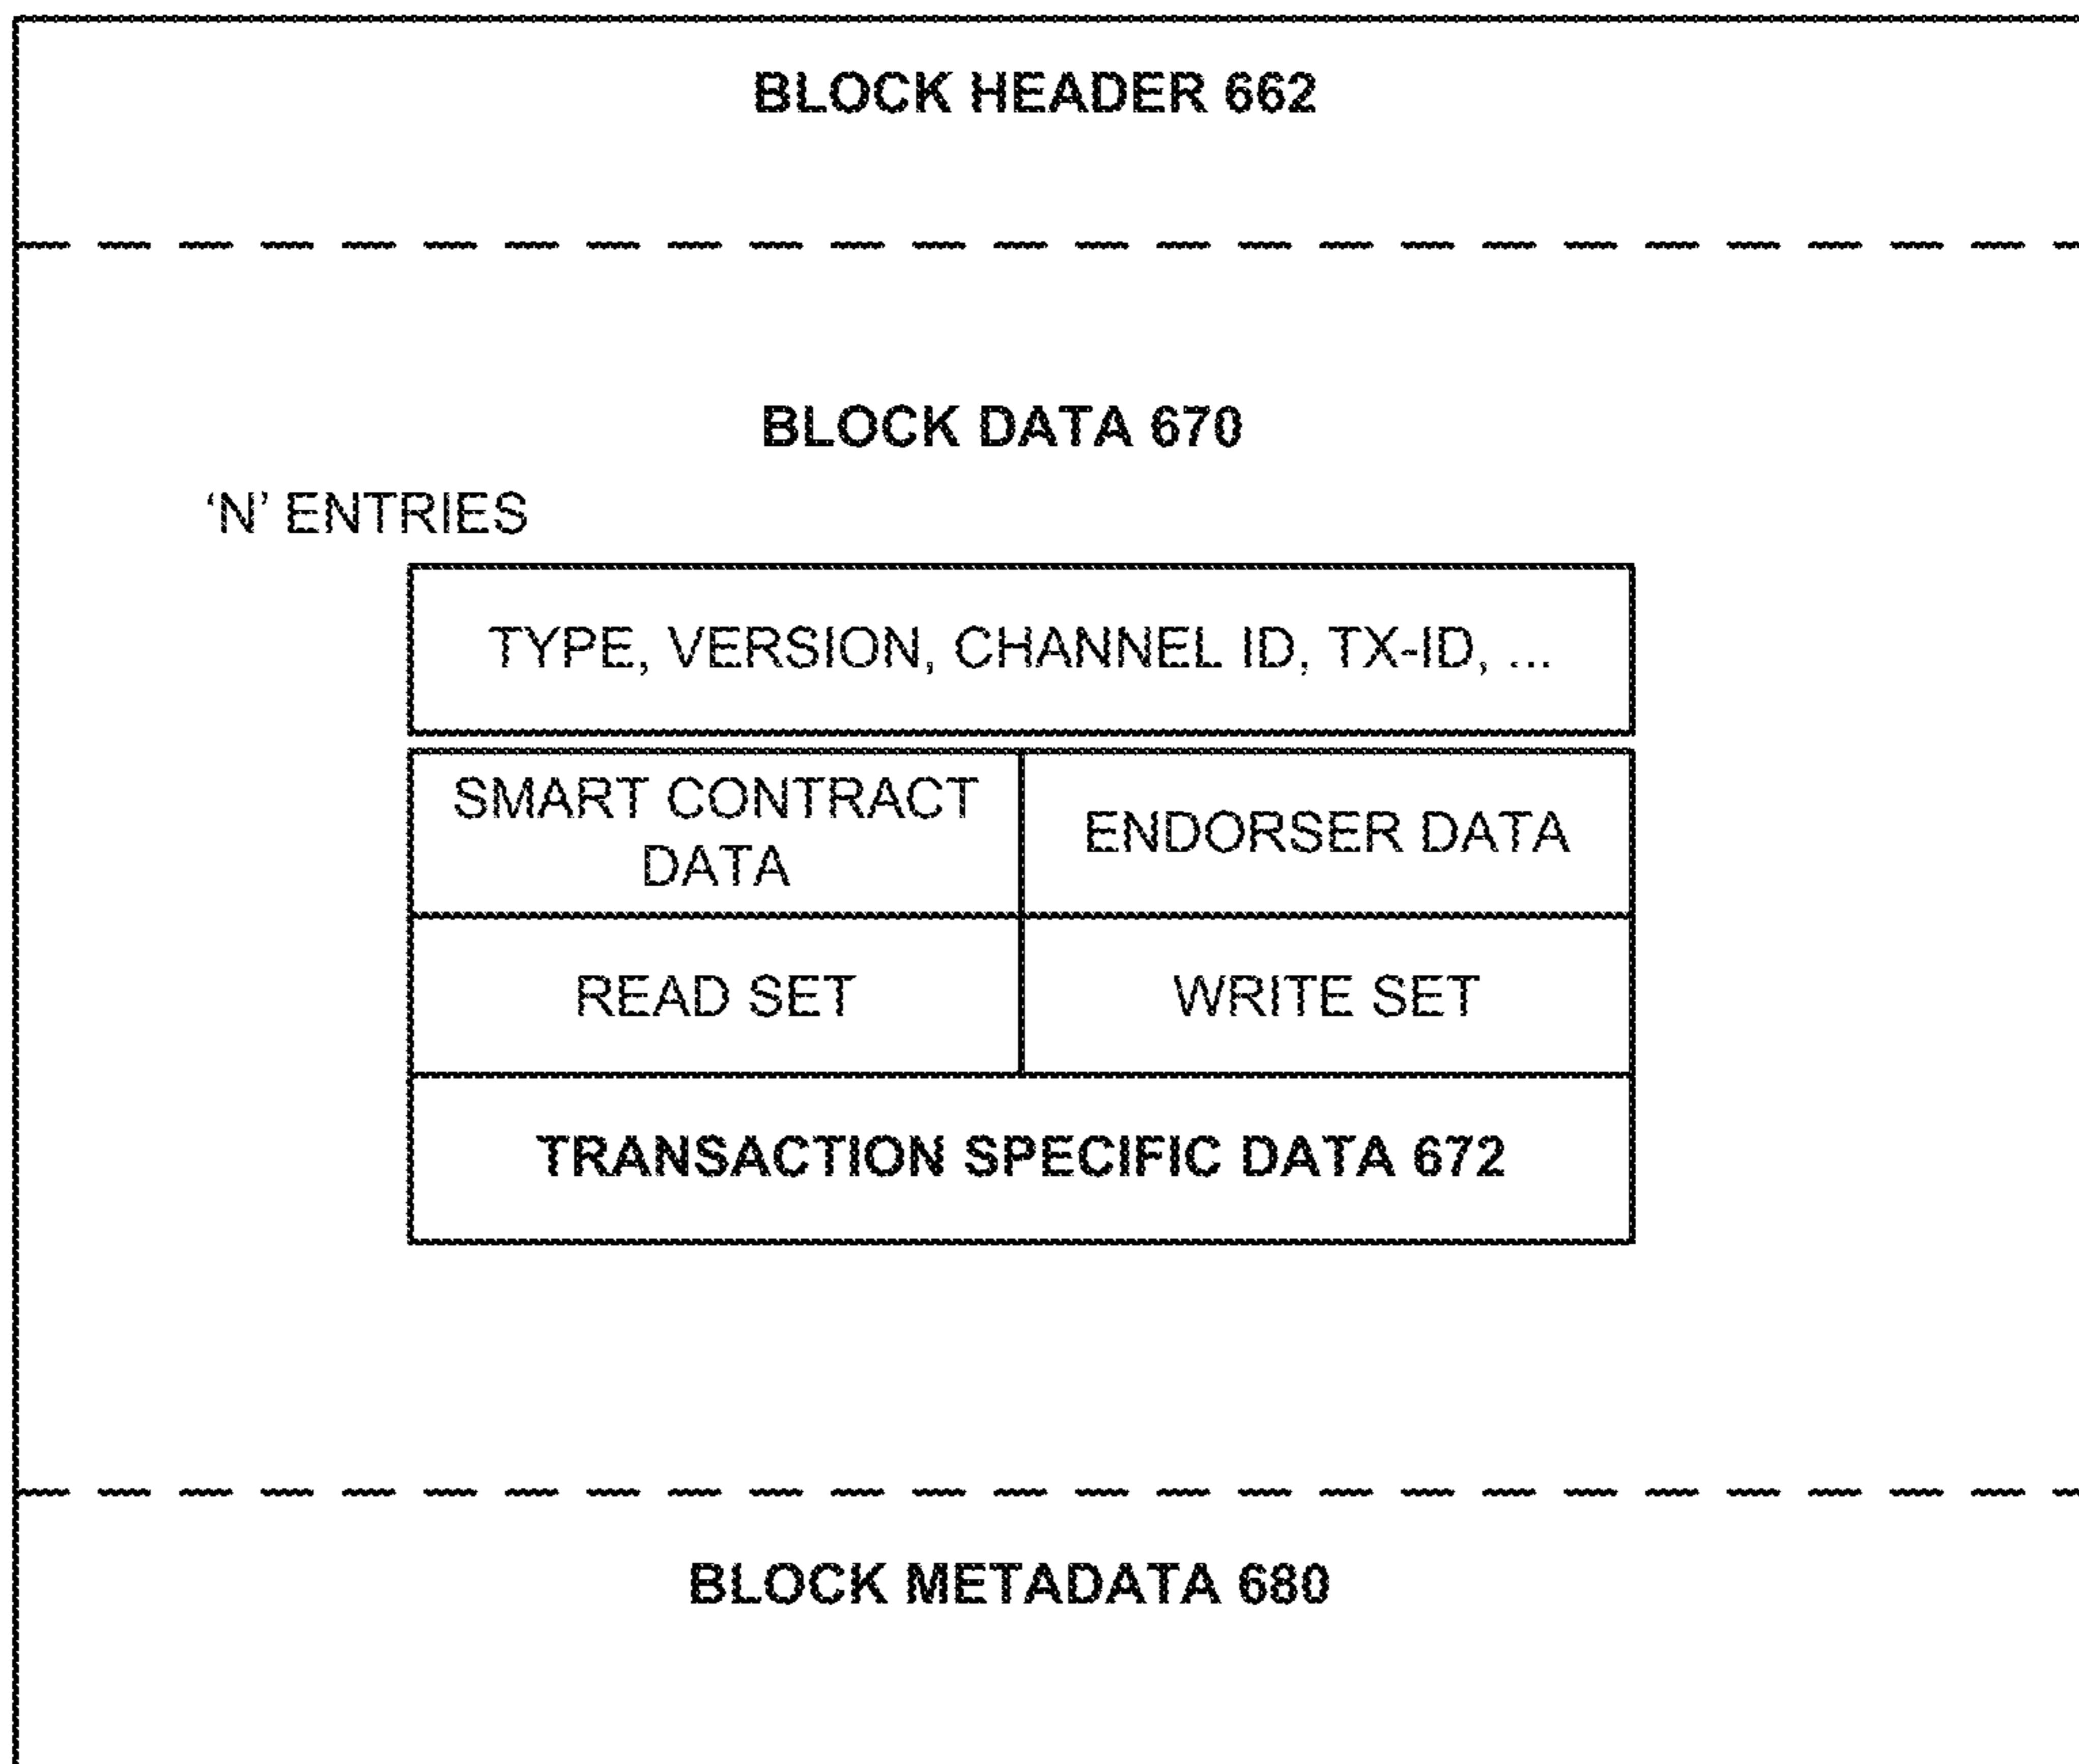 BLOCK HEADER 662
BLOCK DATA 670
‘N’ ENTRIES
TYPE, VERSION, CHANNEL ID, TX-ID, ...
SMART CONTRACT
DATA
ENDORSER DATA
READ SET
WRITE SET
TRANSACTION SPECIFIC DATA 672
BLOCK METADATA 680